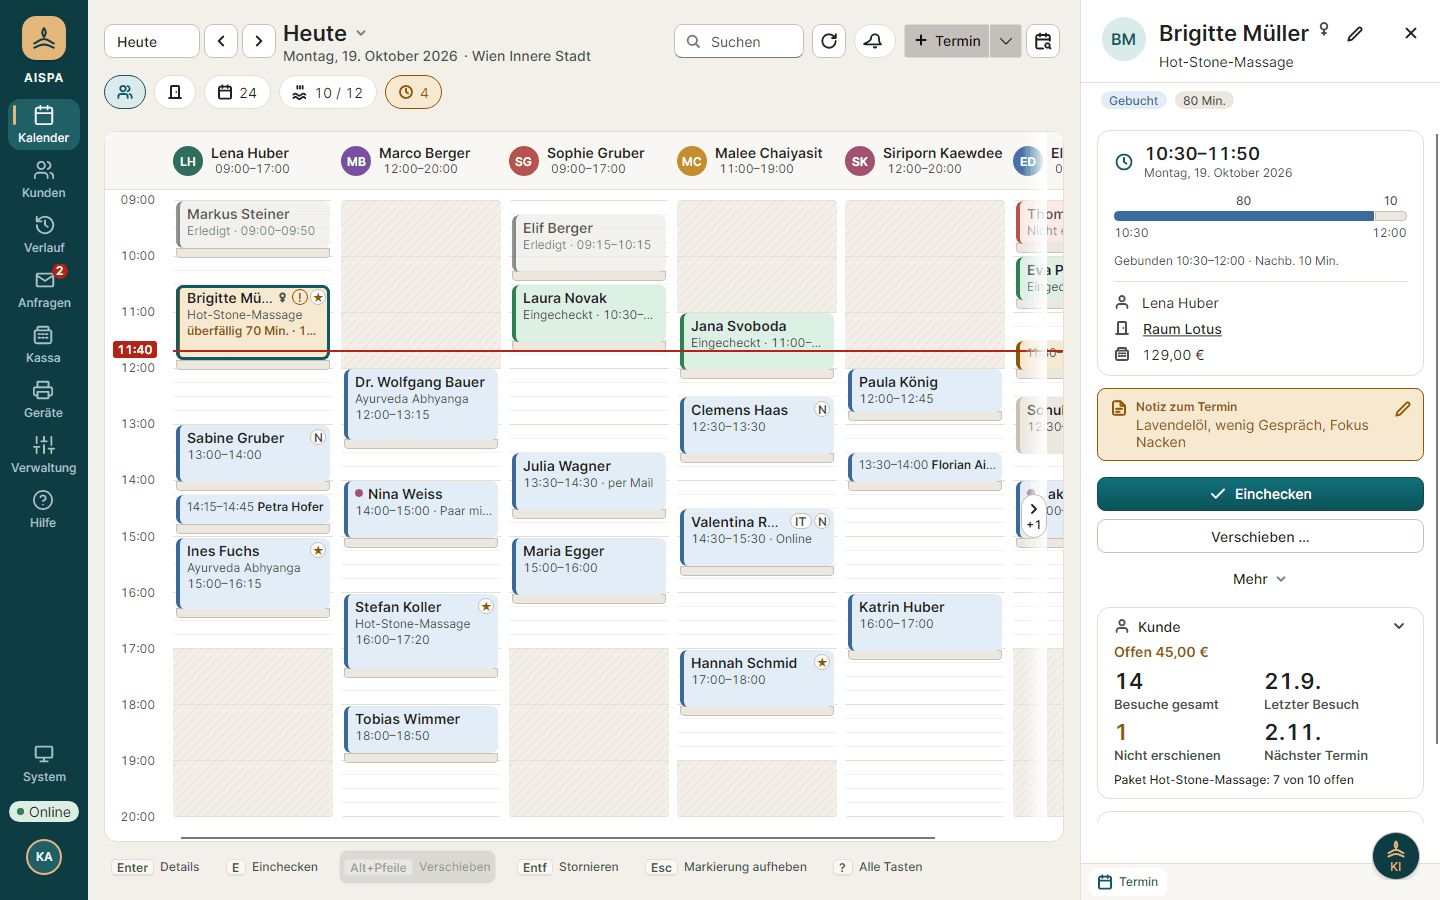 AISPA
Kalender
Kunden
Verlauf
2
Anfragen
Kassa
Geräte
Verwaltung
Hilfe
System
Online
KA
Heute
Heute
Montag, 19. Oktober 2026 · Wien Innere Stadt
Suchen
Termin
24
10 / 12
4
LH
Lena Huber
09:00–17:00
MB
Marco Berger
12:00–20:00
SG
Sophie Gruber
09:00–17:00
MC
Malee Chaiyasit
11:00–19:00
SK
Siriporn Kaewdee
12:00–20:00
ED
09:00
10:00
11:00
11:40
12:00
13:00
14:00
15:00
16:00
17:00
18:00
19:00
20:00
Markus Steiner
Erledigt · 09:00–09:50
Brigitte Mü...
Hot-Stone-Massage
überfällig 70 Min. · 1...
Sabine Gruber
N
13:00–14:00
14:15–14:45 Petra Hofer
Ines Fuchs
Ayurveda Abhyanga
15:00–16:15
Dr. Wolfgang Bauer
Ayurveda Abhyanga
12:00–13:15
Nina Weiss
14:00–15:00 · Paar mi...
Stefan Koller
Hot-Stone-Massage
16:00–17:20
Tobias Wimmer
18:00–18:50
Elif Berger
Erledigt · 09:15–10:15
Laura Novak
Eingecheckt · 10:30–...
Julia Wagner
13:30–14:30 · per Mail
Maria Egger
15:00–16:00
Jana Svoboda
Eingecheckt · 11:00–...
Clemens Haas
N
12:30–13:30
Valentina R...
IT
N
14:30–15:30 · Online
Hannah Schmid
17:00–18:00
Paula König
12:00–12:45
13:30–14:00 Florian Ai...
Katrin Huber
16:00–17:00
+1
Enter Details
E Einchecken
Alt+Pfeile Verschieben
Entf Stornieren
Esc Markierung aufheben
? Alle Tasten
BM
Brigitte Müller
Hot-Stone-Massage
Gebucht
80 Min.
10:30–11:50
Montag, 19. Oktober 2026
80
10
10:30
12:00
Gebunden 10:30–12:00 · Nachb. 10 Min.
Lena Huber
Raum Lotus
129,00 €
Notiz zum Termin
Lavendelöl, wenig Gespräch, Fokus
Nacken
Einchecken
Verschieben ...
Mehr
Kunde
Offen 45,00 €
14
Besuche gesamt
21.9.
Letzter Besuch
1
Nicht erschienen
2.11.
Nächster Termin
Paket Hot-Stone-Massage: 7 von 10 offen
KI
Termin